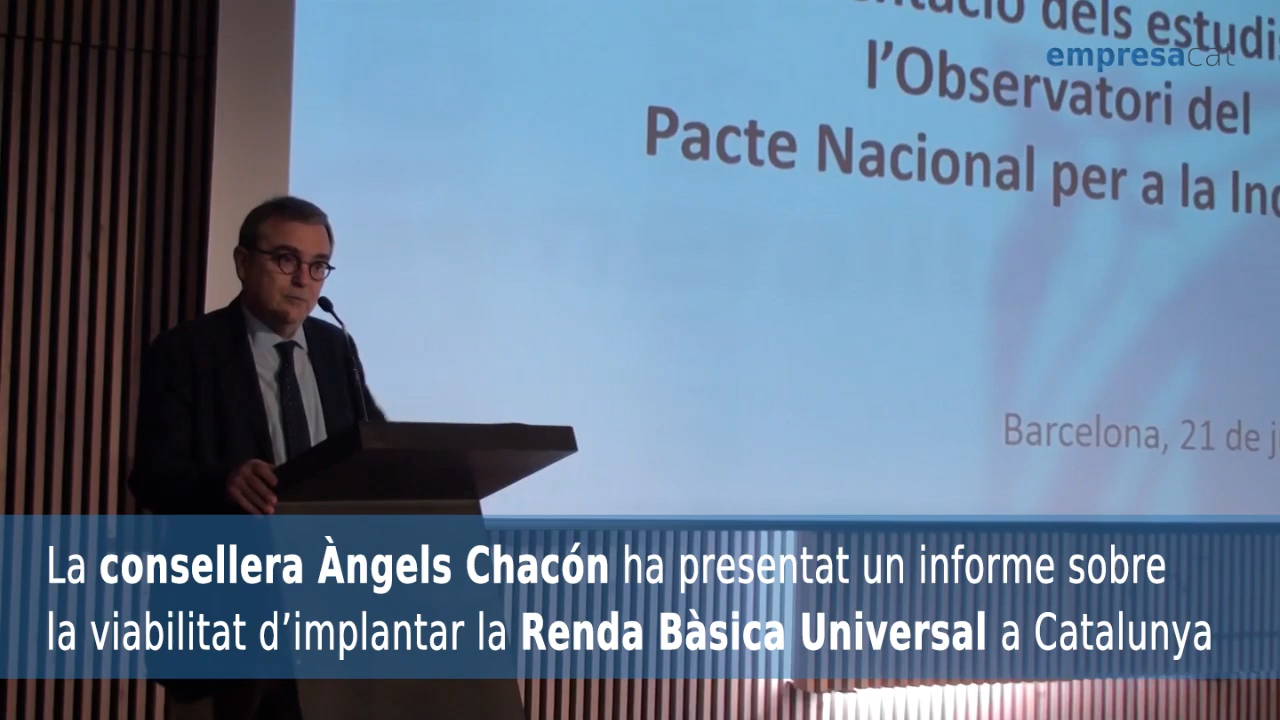 dels estudi
l'Observatori del
Pacte Nacional per a la
empresacat
Barcelona, 21 de
La consellera Àngels Chacón ha presentat un informe sobre
la viabilitat d’implantar la Renda Bàsica Universal a Catalunya